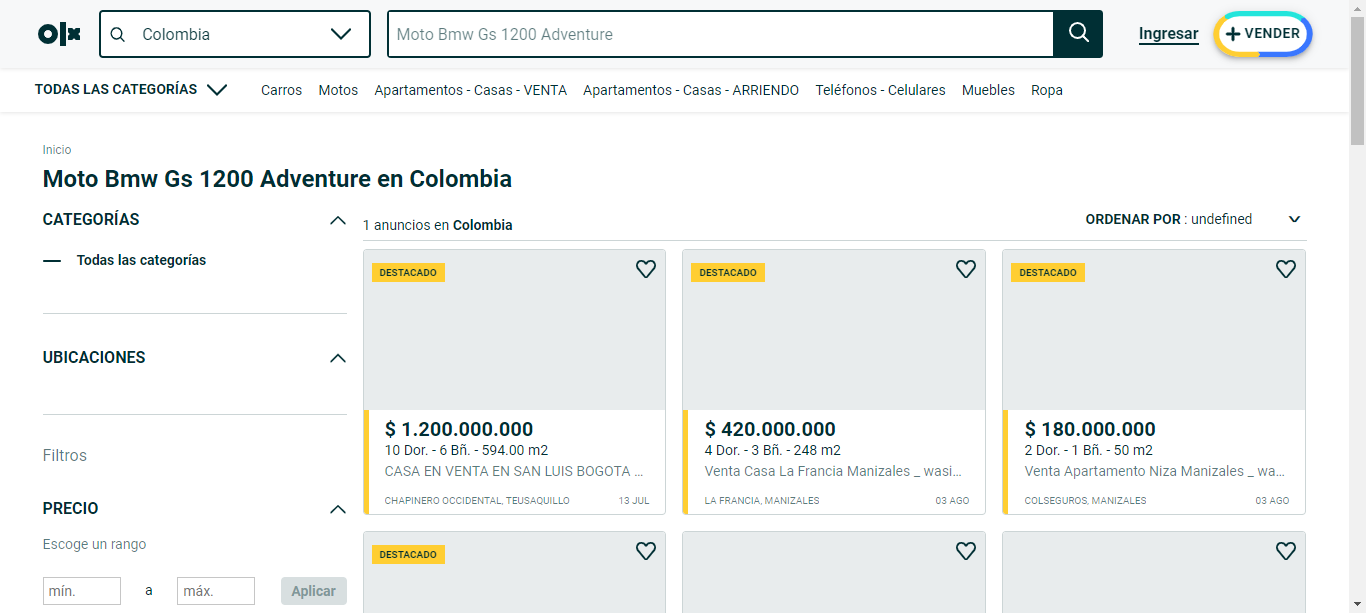 olx
Colombia
Moto Bmw Gs 1200 Adventure
Ingresar
VENDER
TODAS LAS CATEGORÍAS
Carros
Motos
Apartamentos - Casas - VENTA
Apartamentos - Casas - ARRIENDO
Teléfonos - Celulares
Muebles
Ropa
Inicio
Moto Bmw Gs 1200 Adventure en Colombia
CATEGORÍAS
Todas las categorías
UBICACIONES
Filtros
PRECIO
Escoge un rango
mín. a máx. Aplicar
1 anuncios en Colombia
ORDENAR POR : undefined
DESTACADO
$ 1.200.000.000
10 Dor. - 6 Bñ. - 594.00 m2
CASA EN VENTA EN SAN LUIS BOGOTA ...
CHAPINERO OCCIDENTAL, TEUSAQUILLO 13 JUL
DESTACADO
$ 420.000.000
4 Dor. - 3 Bñ. - 248 m2
Venta Casa La Francia Manizales _ wasi...
LA FRANCIA, MANIZALES 03 AGO
DESTACADO
$ 180.000.000
2 Dor. - 1 Bñ. - 50 m2
Venta Apartamento Niza Manizales _ wa...
COLSEGUROS, MANIZALES 03 AGO
DESTACADO